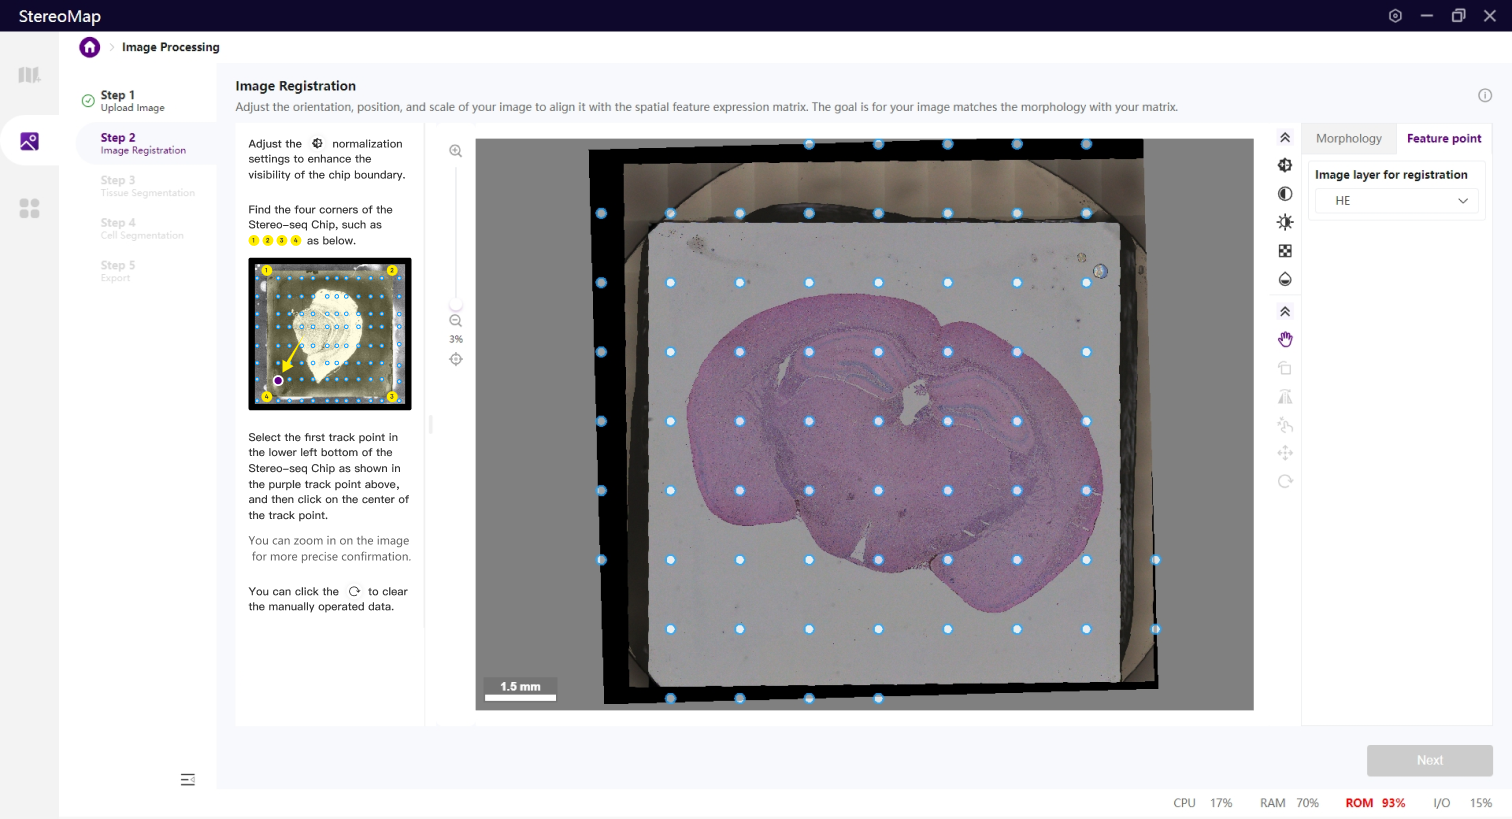 StereoMap
Image Processing
Step 1
Upload Image
Step 2
Image Registration
Step 3
Tissue Segmentation
Step 4
Cell Segmentation
Step 5
Export
Image Registration
Adjust the orientation, position, and scale of your image to align it with the spatial feature expression matrix. The goal is for your image matches the morphology with your matrix.
Adjust the normalization
settings to enhance the
visibility of the chip boundary.
Find the four corners of the
Stereo-seq Chip, such as
1 2 3 4 as below.
1 2
4 3
Select the first track point in
the lower left bottom of the
Stereo-seq Chip as shown in
the purple track point above,
and then click on the center of
the track point.
You can zoom in on the image
for more precise confirmation.
You can click the to clear
the manually operated data.
3%
1.5 mm
Morphology Feature point
Image layer for registration
HE
Next
CPU 17% RAM 70% ROM 93% I/O 15%